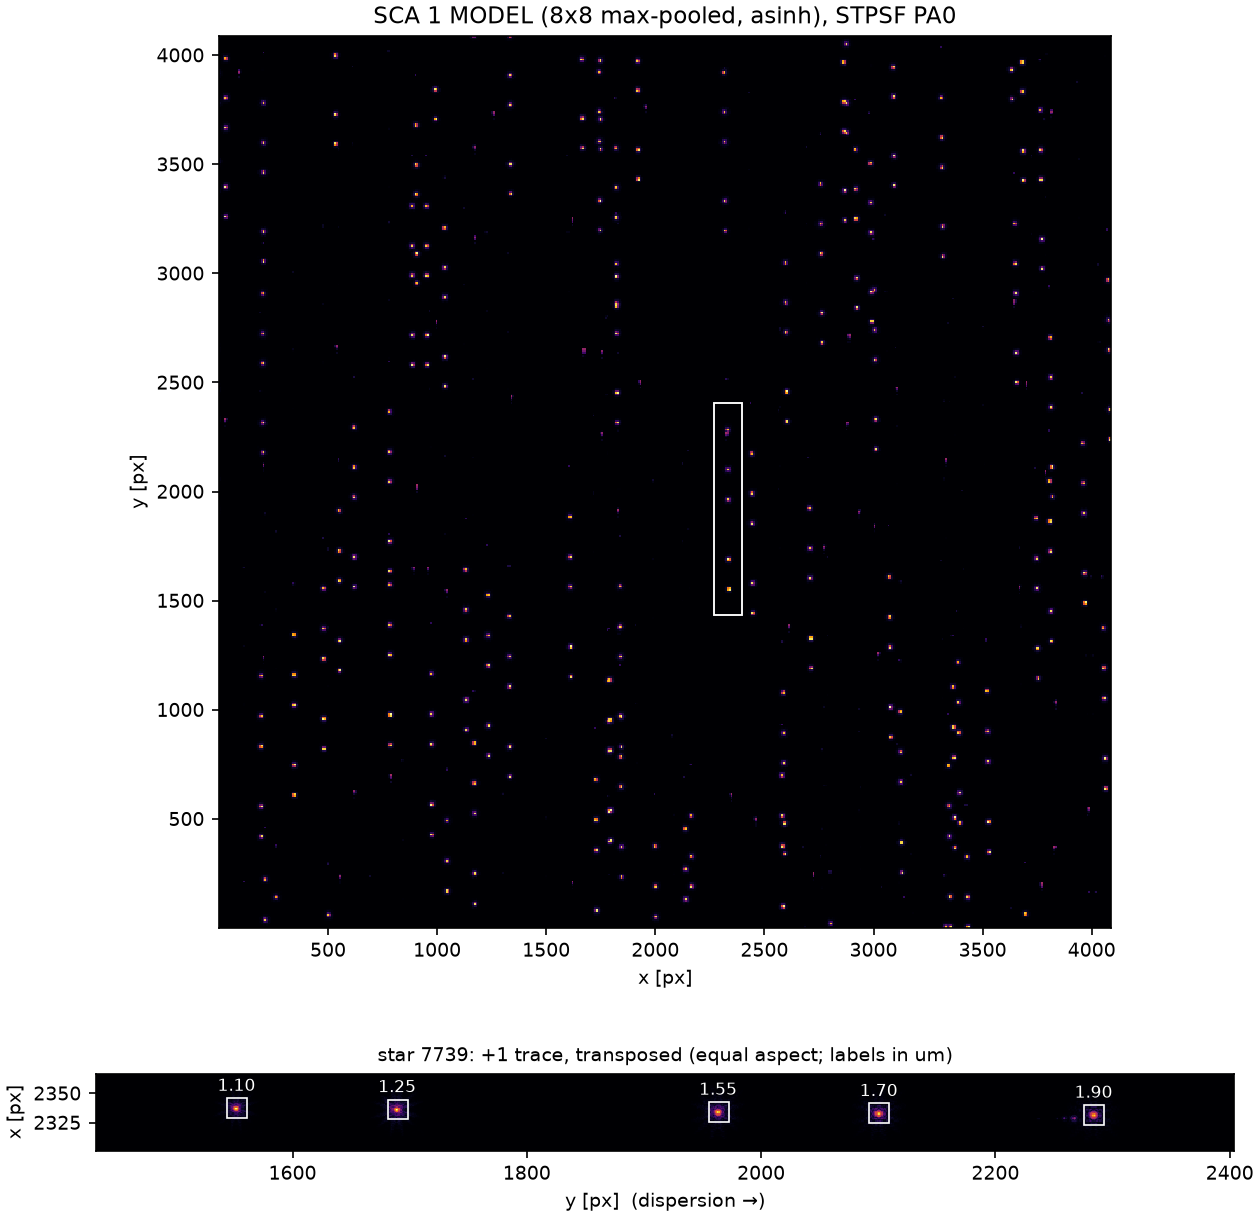 SCA 1 MODEL (8x8 max-pooled, asinh), STPSF PA0
4000
3500
3000
2500
2000
1500
1000
500
y [px]
500 1000 1500 2000 2500 3000 3500 4000
x [px]
star 7739: +1 trace, transposed (equal aspect; labels in um)
1.10 1.25 1.55 1.70 1.90
2350
2325
x [px]
1600 1800 2000 2200 2400
y [px] (dispersion →)